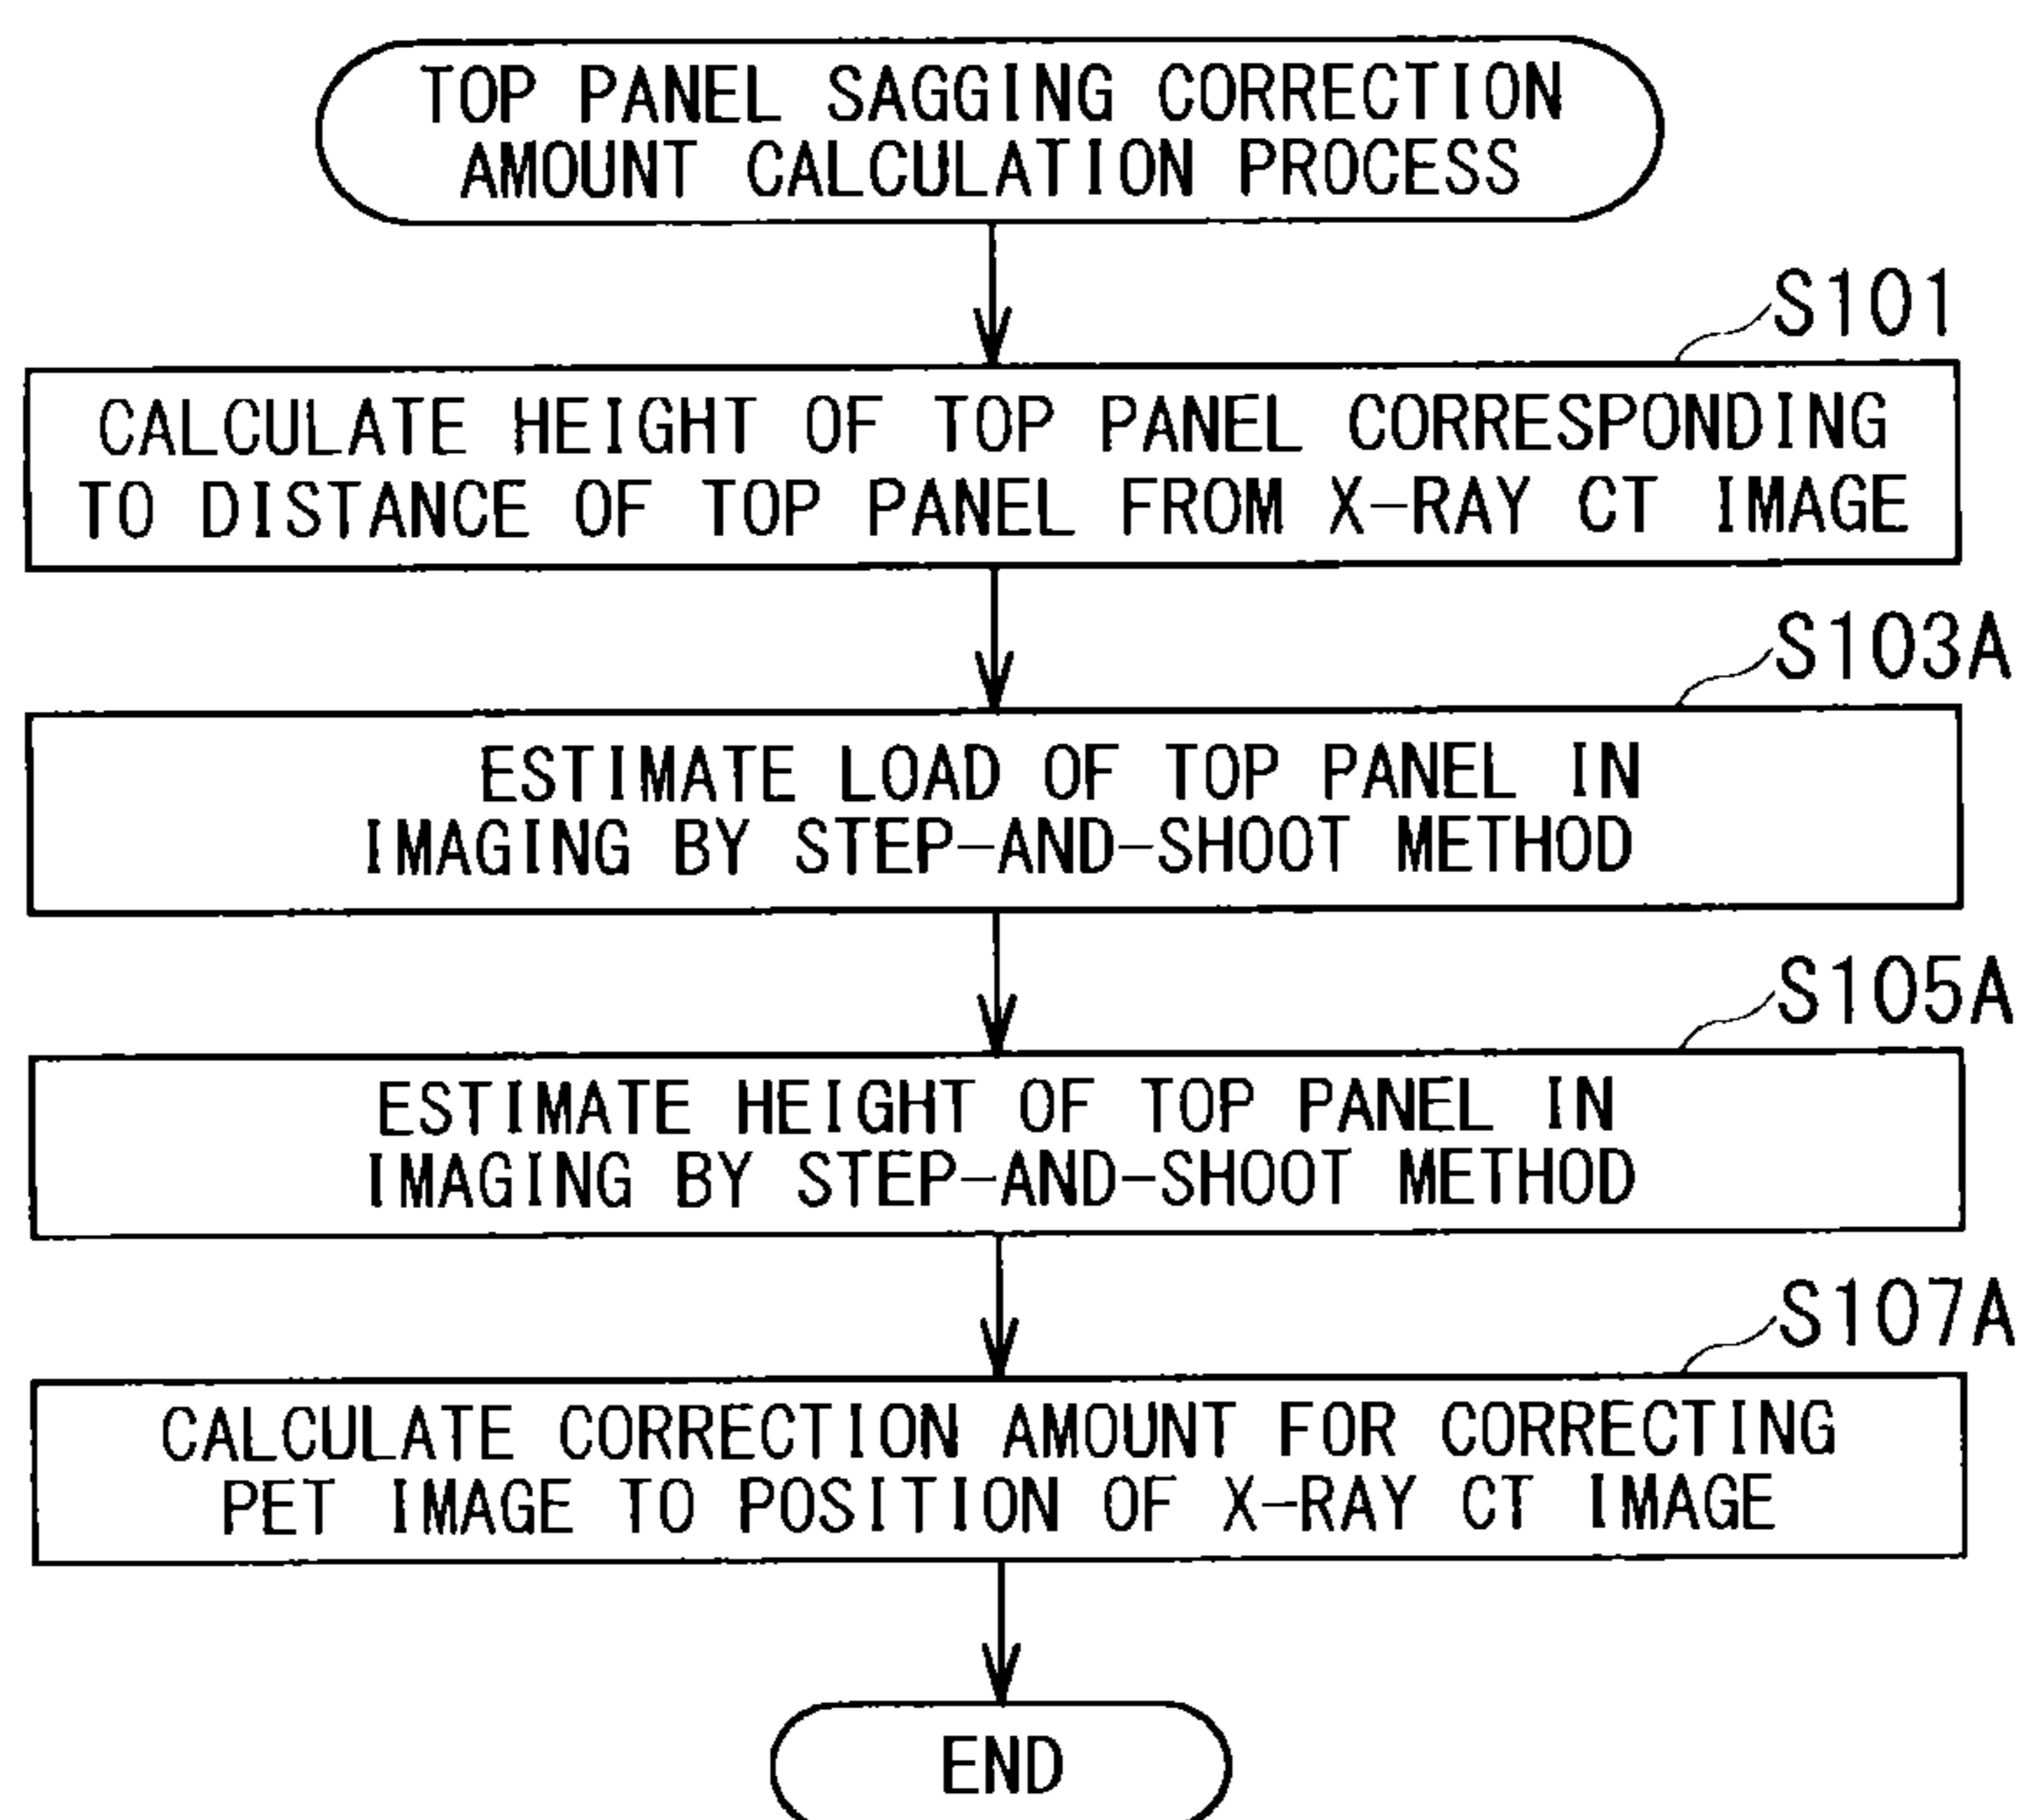 TOP PANEL SAGGING CORRECTION
AMOUNT CALCULATION PROCESS
S101
CALCULATE HEIGHT OF TOP PANEL CORRESPONDING
TO DISTANCE OF TOP PANEL FROM X-RAY CT IMAGE
S103A
ESTIMATE LOAD OF TOP PANEL IN
IMAGING BY STEP-AND-SHOOT METHOD
S105A
ESTIMATE HEIGHT OF TOP PANEL IN
IMAGING BY STEP-AND-SHOOT METHOD
S107A
CALCULATE CORRECTION AMOUNT FOR CORRECTING
PET IMAGE TO POSITION OF X-RAY CT IMAGE
END